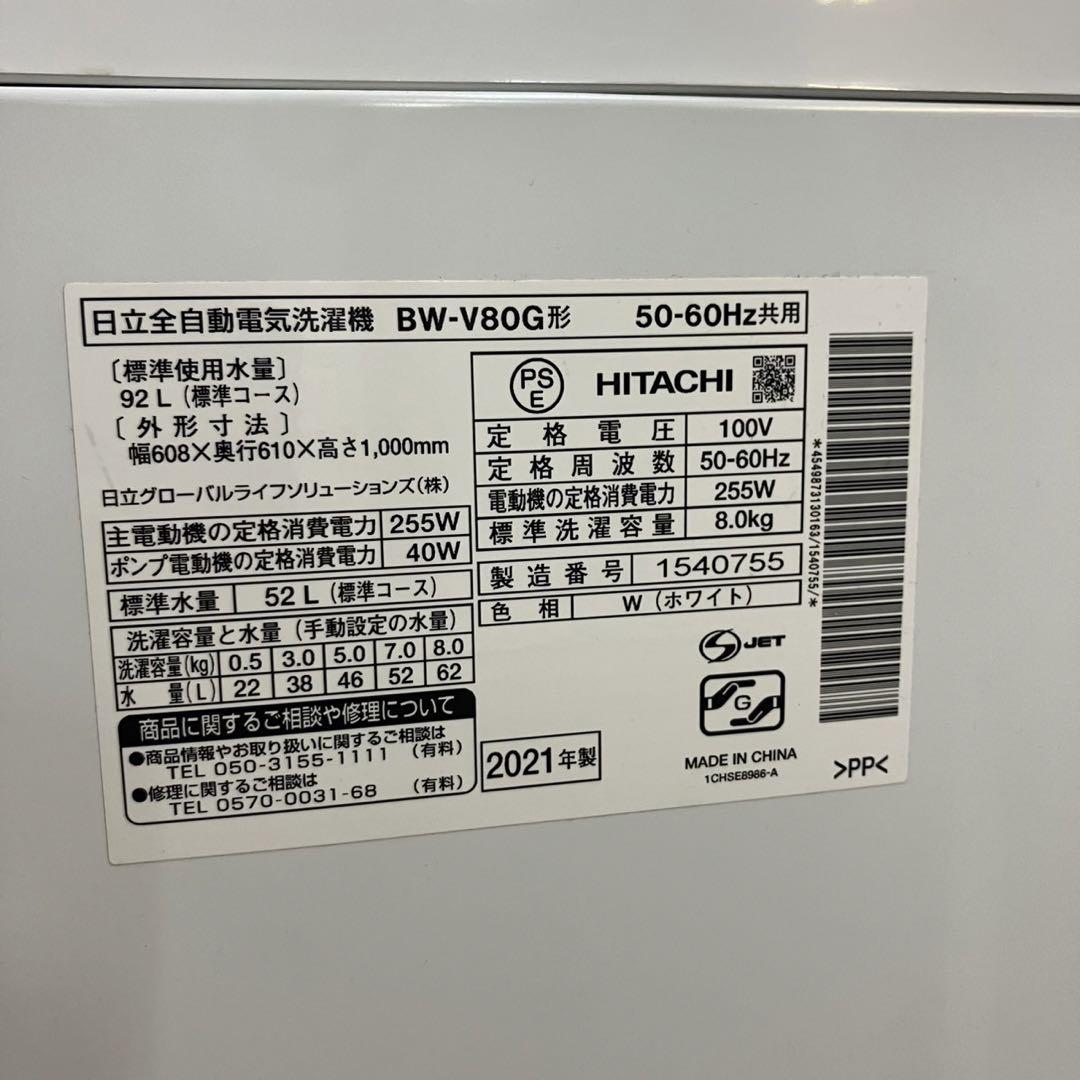 日立全自動電気洗濯機 BW-V80G形 50-60Hz共用
〔標準使用水量〕
92 L (標準コース)
〔外形寸法〕
幅608×奥行610×高さ1,000mm
日立グローバルライフソリューションズ(株)
主電動機の定格消費電力 255W
ポンプ電動機の定格消費電力 40W
標準水量 52 L (標準コース)
洗濯容量と水量 (手動設定の水量)
洗濯容量(kg) 0.5 3.0 5.0 7.0 8.0
水量(L) 22 38 46 52 62
商品に関するご相談や修理について
●商品情報やお取り扱いに関するご相談は
TEL 050-3155-1111 (有料)
●修理に関するご相談は
TEL 0570-0031-68 (有料)
PS
E
HITACHI
定格電圧 100V
定格周波数 50-60Hz
電動機の定格消費電力 255W
標準洗濯容量 8.0kg
製造番号 1540755
色相 W (ホワイト)
S JET
G
2021年製
MADE IN CHINA
1CHSE8986-A
>PP<
*4549873130163/1540755/*